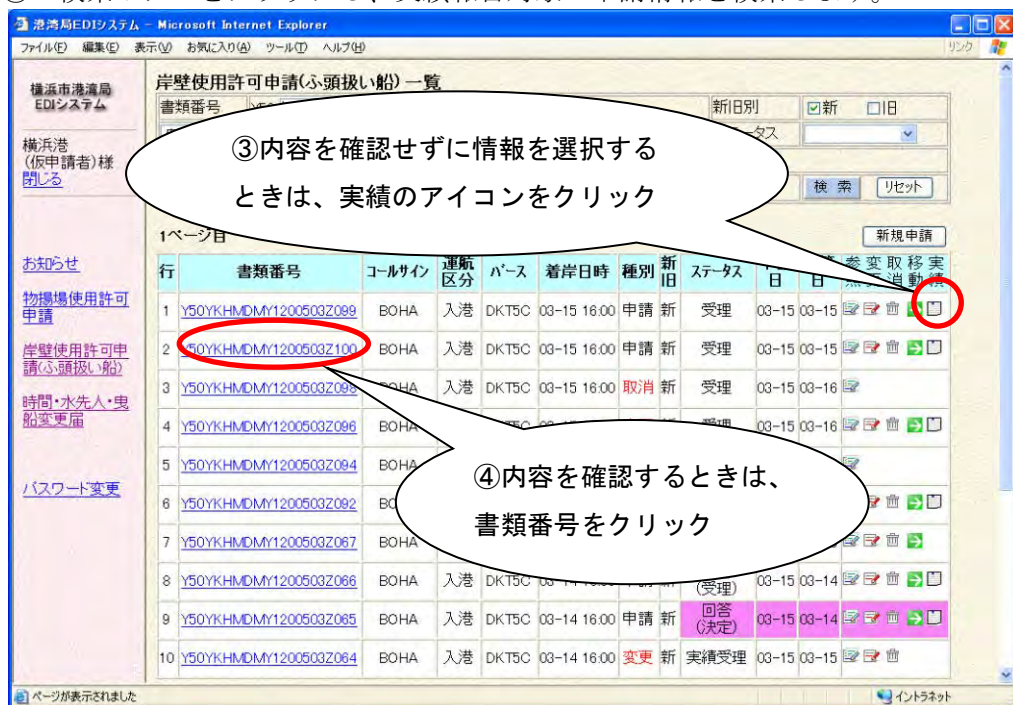 港湾局EDIシステム - Microsoft Internet Explorer
ファイル(F) 編集(E) 表示(V) お気に入り(A) ツール(T) ヘルプ(H) リンク
横浜市港湾局
EDIシステム
横浜港
(仮申請者)様
閉じる
お知らせ
物揚場使用許可
申請
岸壁使用許可申
請(ふ頭扱い船)
時間・水先人・曳
船変更届
パスワード変更
岸壁使用許可申請(ふ頭扱い船) 一覧
書類番号 新旧別 新 旧
検 索 リセット
③内容を確認せずに情報を選択する
ときは、実績のアイコンをクリック
1ページ目 新規申請
行 書類番号 コールサイン 運航区分 バース 着岸日時 種別 新旧 ステータス 日 日 参 変更 取消 移動 実績
1 Y50YKHMDMY1200503Z099 BOHA 入港 DKT5C 03-15 16:00 申請 新 受理 03-15 03-15
2 Y50YKHMDMY1200503Z100 BOHA 入港 DKT5C 03-15 16:00 申請 新 受理 03-15 03-15
3 Y50YKHMDMY1200503Z098 BOHA 入港 DKT5C 03-15 16:00 取消 新 受理 03-15 03-16
4 Y50YKHMDMY1200503Z096 BOHA 03-15 03-16
5 Y50YKHMDMY1200503Z094 BOHA
6 Y50YKHMDMY1200503Z092
7 Y50YKHMDMY1200503Z067 BOHA
8 Y50YKHMDMY1200503Z066 BOHA 入港 DKT5C (受理) 03-15 03-14
9 Y50YKHMDMY1200503Z065 BOHA 入港 DKT5C 03-14 16:00 申請 新 回答(決定) 03-15 03-14
10 Y50YKHMDMY1200503Z064 BOHA 入港 DKT5C 03-14 16:00 変更 新 実績受理 03-15 03-15
④内容を確認するときは、
書類番号をクリック
ページが表示されました イントラネット